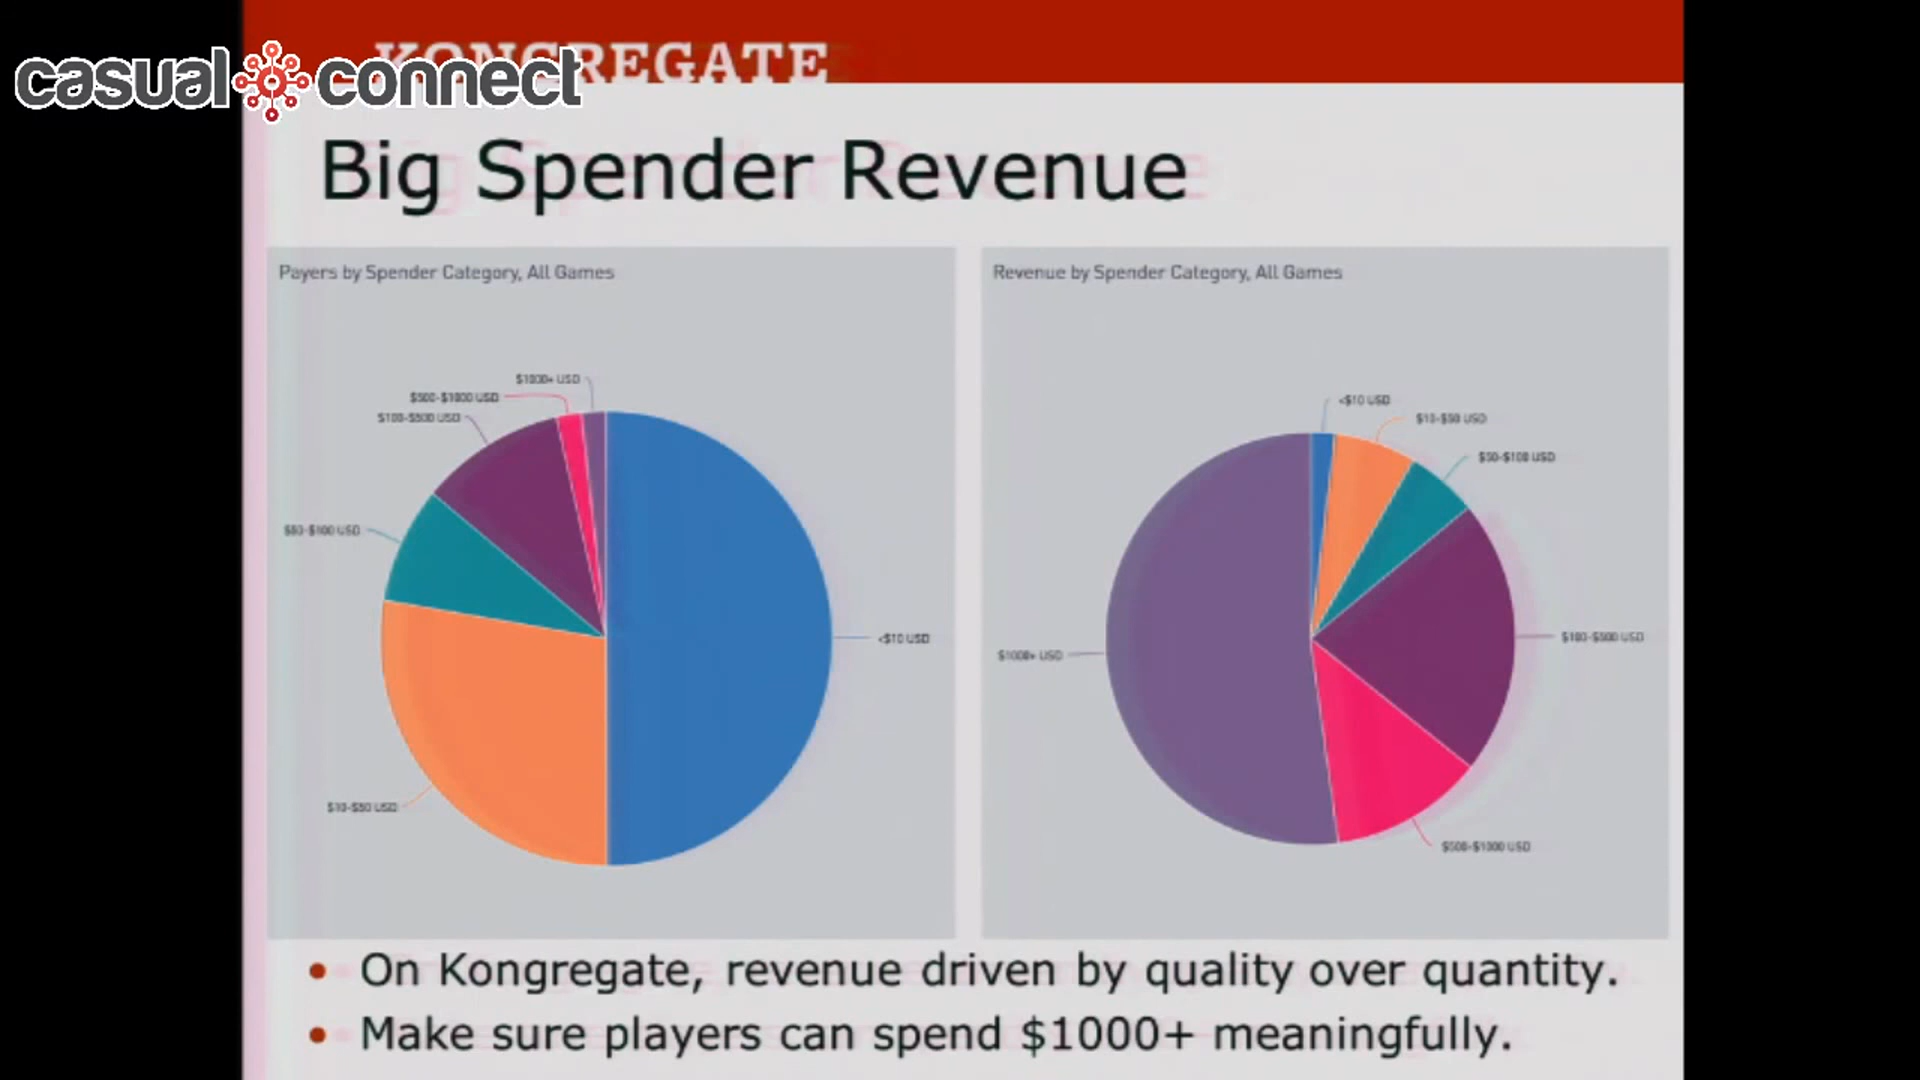 KONGREGATE
casual connect
Big Spender Revenue
Payers by Spender Category, All Games
$1000+ USD
$500-$1000 USD
$100-$500 USD
$50-$100 USD
<$10 USD
$10-$50 USD
Revenue by Spender Category, All Games
<$10 USD
$10-$50 USD
$50-$100 USD
$100-$500 USD
$1000+ USD
$500-$1000 USD
• On Kongregate, revenue driven by quality over quantity.
• Make sure players can spend $1000+ meaningfully.